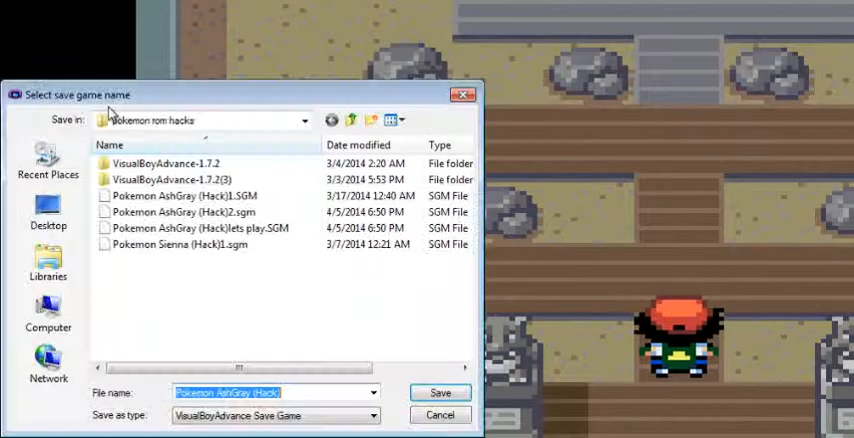 Select save game name
Save in: Pokemon rom hacks
Name Date modified Type
VisualBoyAdvance-1.7.2 3/4/2014 2:20 AM File folder
VisualBoyAdvance-1.7.2(3) 3/3/2014 5:53 PM File folder
Pokemon AshGray (Hack)1.SGM 3/17/2014 12:40 AM SGM File
Pokemon AshGray (Hack)2.sgm 4/5/2014 6:50 PM SGM File
Pokemon AshGray (Hack)lets play.SGM 4/5/2014 6:50 PM SGM File
Pokemon Sienna (Hack)1.sgm 3/7/2014 12:21 AM SGM File
Recent Places
Desktop
Libraries
Computer
Network
File name: Pokemon AshGray (Hack) Save
Save as type: VisualBoyAdvance Save Game Cancel